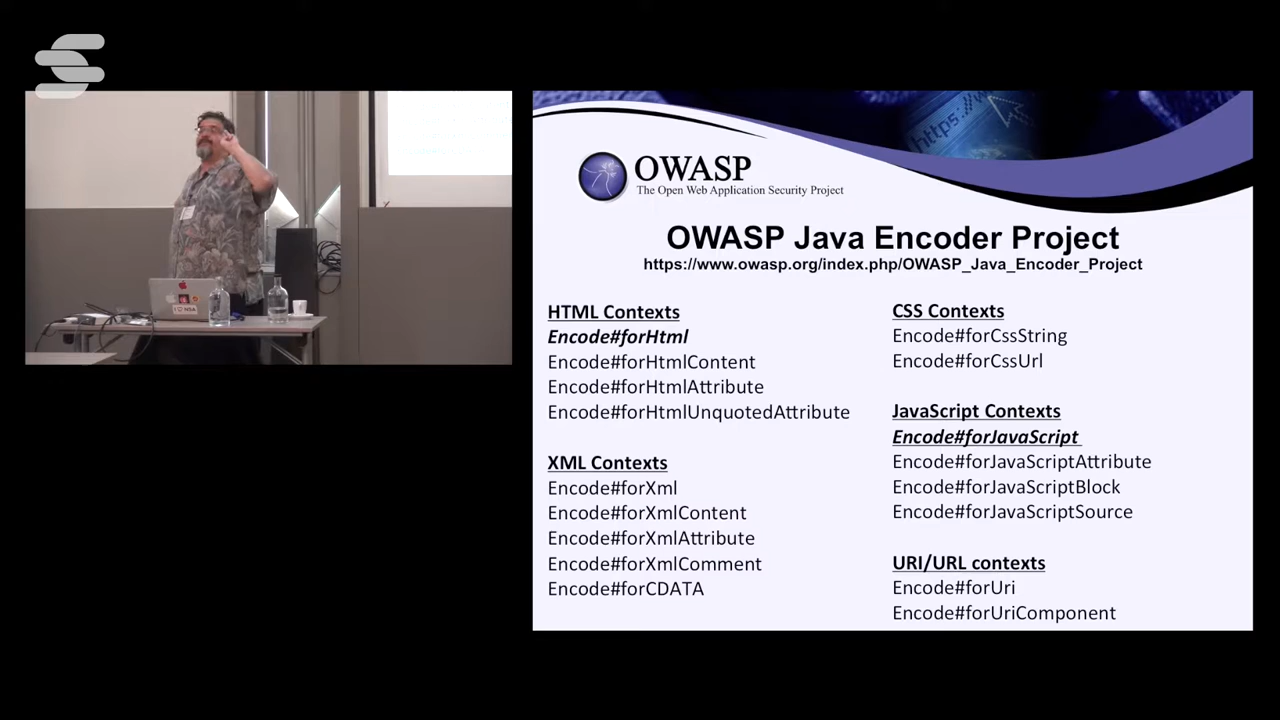 https://
OWASP
The Open Web Application Security Project
OWASP Java Encoder Project
https://www.owasp.org/index.php/OWASP_Java_Encoder_Project
HTML Contexts
Encode#forHtml
Encode#forHtmlContent
Encode#forHtmlAttribute
Encode#forHtmlUnquotedAttribute
XML Contexts
Encode#forXml
Encode#forXmlContent
Encode#forXmlAttribute
Encode#forXmlComment
Encode#forCDATA
CSS Contexts
Encode#forCssString
Encode#forCssUrl
JavaScript Contexts
Encode#forJavaScript
Encode#forJavaScriptAttribute
Encode#forJavaScriptBlock
Encode#forJavaScriptSource
URI/URL contexts
Encode#forUri
Encode#forUriComponent
I ♥ NSA